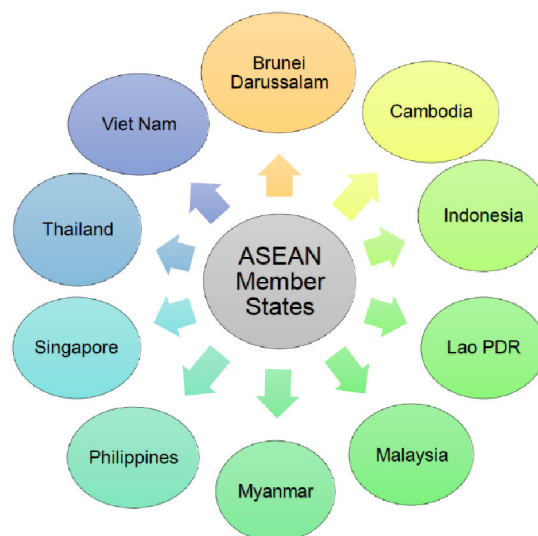 ASEAN
Member
States
Brunei
Darussalam
Cambodia
Indonesia
Lao PDR
Malaysia
Myanmar
Philippines
Singapore
Thailand
Viet Nam